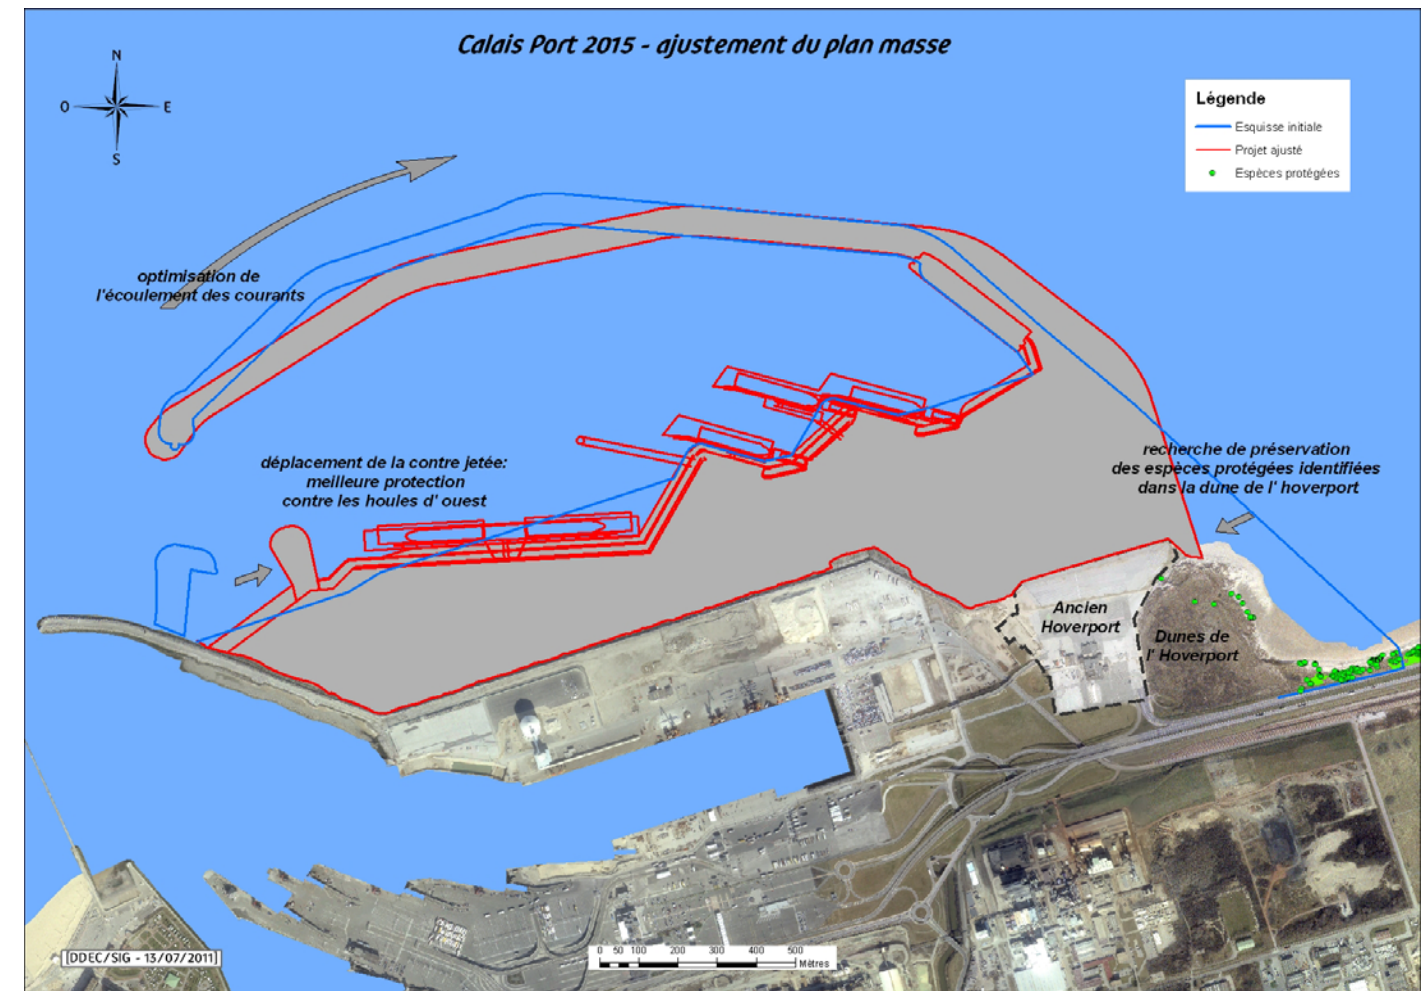 Calais Port 2015 - ajustement du plan masse
N
O
E
S
Légende
Esquisse initiale
Projet ajusté
Espèces protégées
optimisation de
l'écoulement des courants
déplacement de la contre jetée:
meilleure protection
contre les houles d' ouest
recherche de préservation
des espèces protégées identifiées
dans la dune de l' hoverport
Ancien
Hoverport
Dunes de
l' Hoverport
[DDEC/SIG - 13/07/2011]
0 50 100 200 300 400 500
Mètres